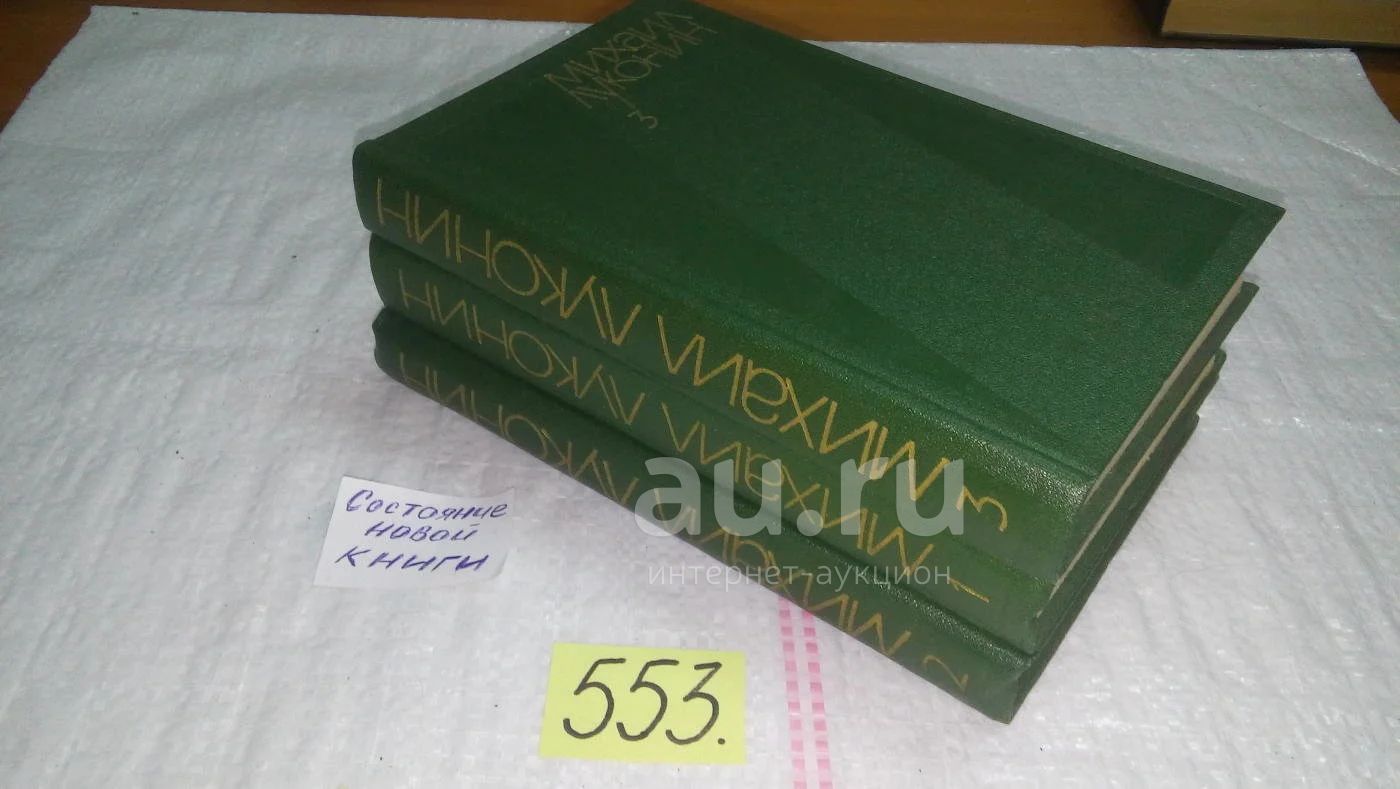 МИХАИЛ
ЛУКОНИН
3
МИХАИЛ ЛУКОНИН
3
МИХАИЛ ЛУКОНИН
1
МИХАИЛ ЛУКОНИН
2
au.ru
интернет аукцион
Состояние
новой
книги
553.